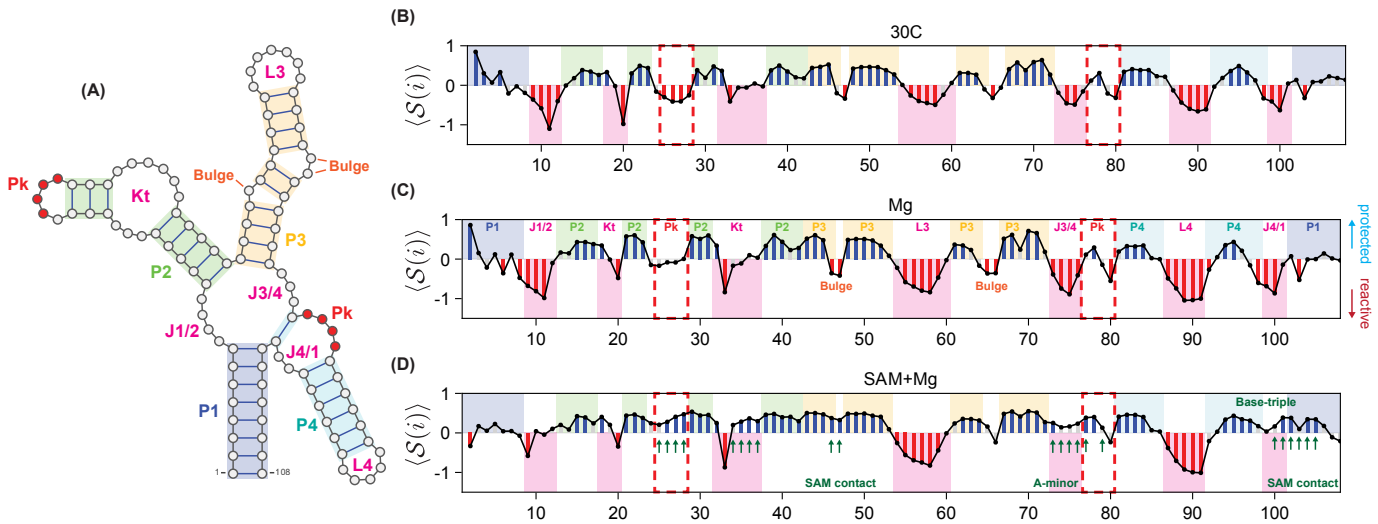 (A)
L3
Bulge
Bulge
Pk
Kt
P3
P2
J3/4
Pk
J1/2
J4/1
P1
P4
L4
1
108
(B)
30C
⟨S(i)⟩
1
0
-1
10 20 30 40 50 60 70 80 90 100
(C)
Mg
⟨S(i)⟩
1
0
-1
P1 J1/2 P2 Kt P2 Pk P2 Kt P2 P3 P3 L3 P3 P3 J3/4 Pk P4 L4 P4 J4/1 P1
Bulge Bulge
protected
reactive
10 20 30 40 50 60 70 80 90 100
(D)
SAM+Mg
⟨S(i)⟩
1
0
-1
Base-triple
SAM contact A-minor SAM contact
10 20 30 40 50 60 70 80 90 100